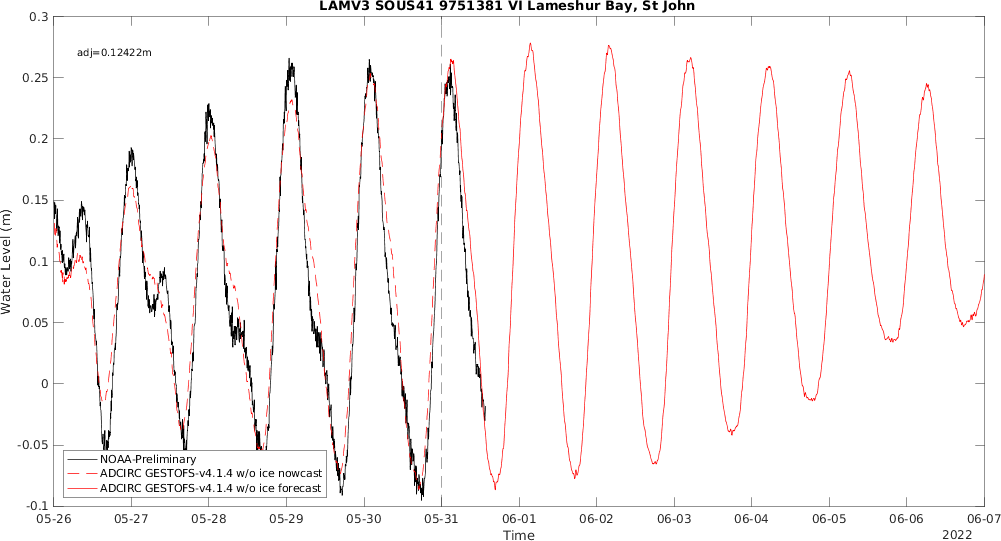 LAMV3 SOUS41 9751381 VI Lameshur Bay, St John
adj=0.12422m
0.3
0.25
0.2
0.15
0.1
0.05
0
-0.05
-0.1
Water Level (m)
NOAA-Preliminary
ADCIRC GESTOFS-v4.1.4 w/o ice nowcast
ADCIRC GESTOFS-v4.1.4 w/o ice forecast
05-26 05-27 05-28 05-29 05-30 05-31 06-01 06-02 06-03 06-04 06-05 06-06 06-07
Time
2022